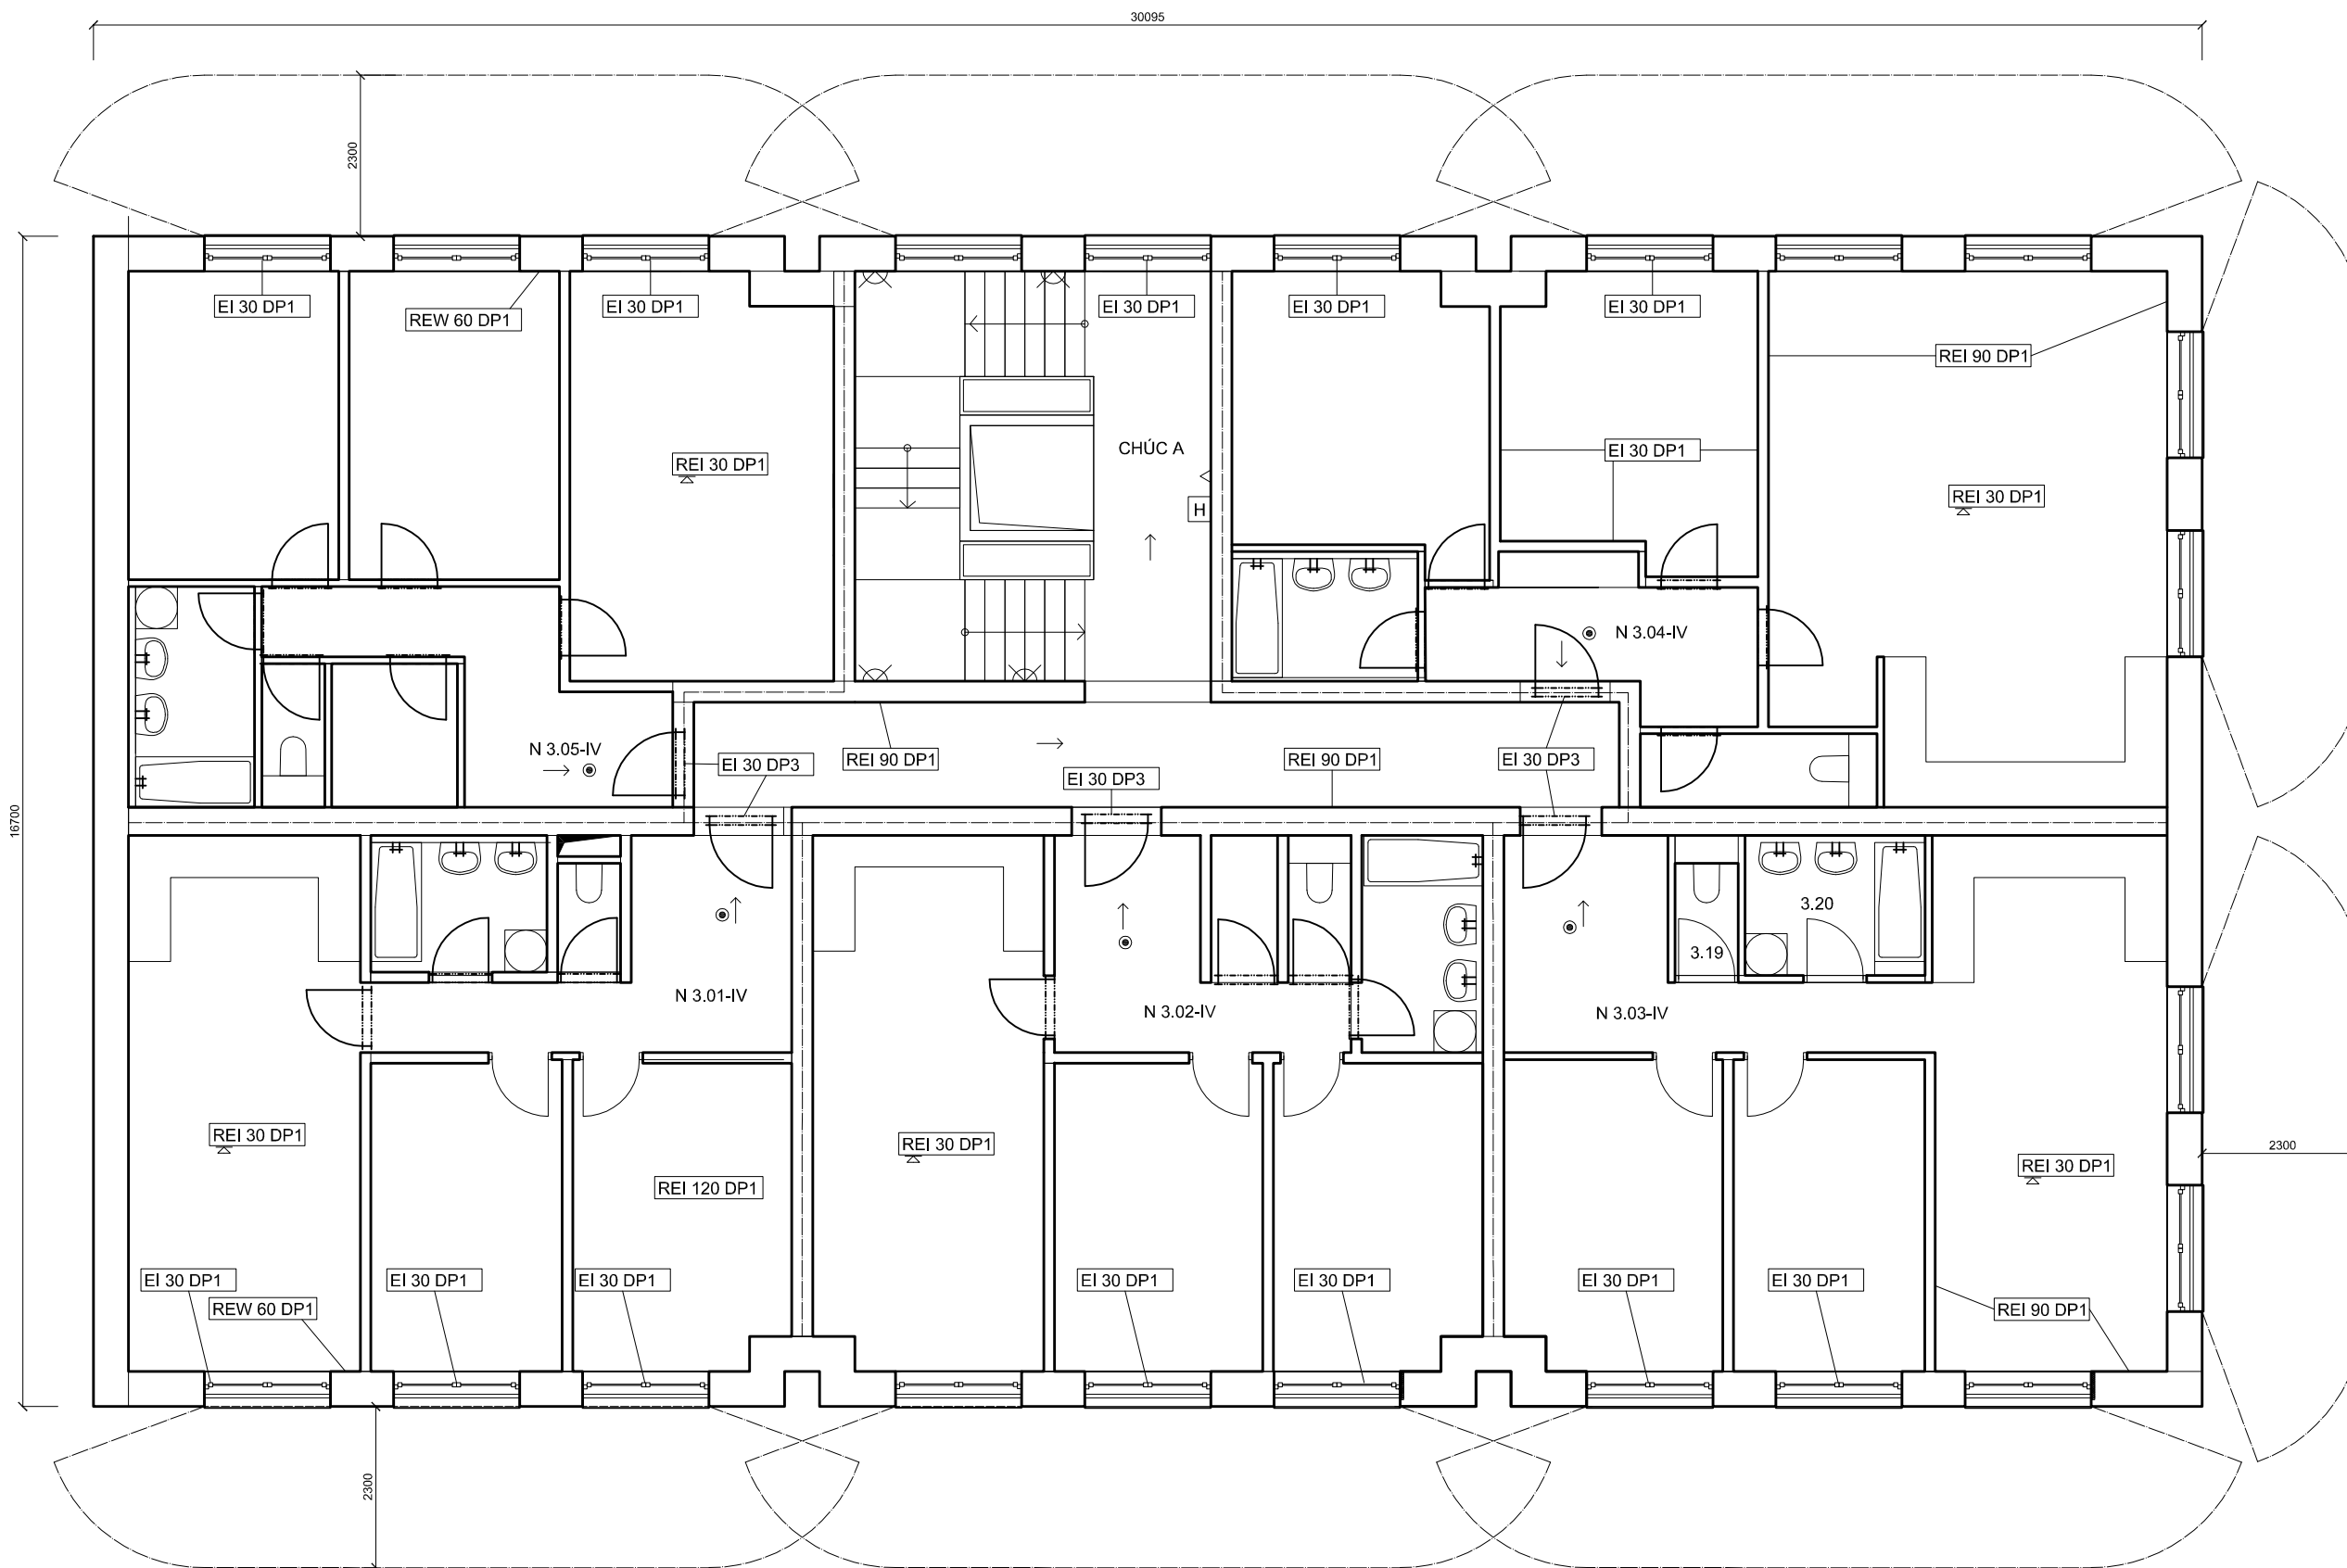 30095
2300
EI 30 DP1
REW 60 DP1
EI 30 DP1
EI 30 DP1
EI 30 DP1
EI 30 DP1
REI 90 DP1
CHÚC A
EI 30 DP1
REI 30 DP1
REI 30 DP1
H
N 3.04-IV
N 3.05-IV
EI 30 DP3
REI 90 DP1
EI 30 DP3
REI 90 DP1
EI 30 DP3
16700
3.20
3.19
N 3.01-IV
N 3.02-IV
N 3.03-IV
REI 30 DP1
REI 30 DP1
2300
REI 30 DP1
REI 120 DP1
EI 30 DP1
EI 30 DP1
EI 30 DP1
EI 30 DP1
EI 30 DP1
EI 30 DP1
EI 30 DP1
REW 60 DP1
REI 90 DP1
2300